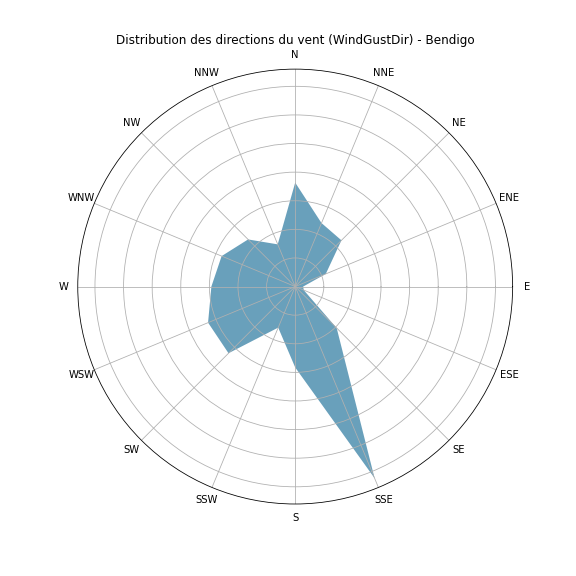 Distribution des directions du vent (WindGustDir) - Bendigo
N
NNW
NNE
NW
NE
WNW
ENE
W
E
WSW
ESE
SW
SE
SSW
SSE
S